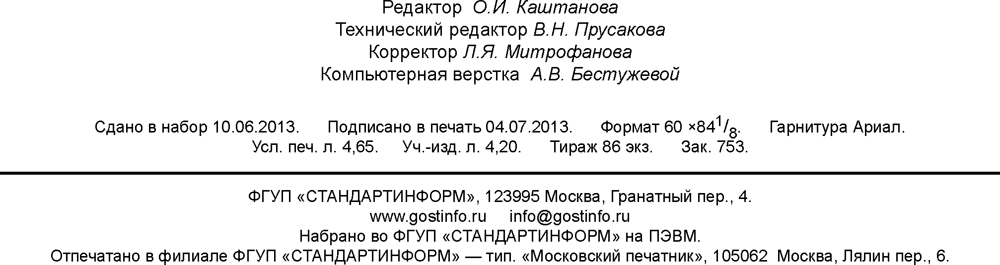 Редактор О.И. Каштанова
Технический редактор В.Н. Прусакова
Корректор Л.Я. Митрофанова
Компьютерная верстка А.В. Бестужевой
Сдано в набор 10.06.2013. Подписано в печать 04.07.2013. Формат 60 ×84 1/8. Гарнитура Ариал.
Усл. печ. л. 4,65. Уч.-изд. л. 4,20. Тираж 86 экз. Зак. 753.
ФГУП «СТАНДАРТИНФОРМ», 123995 Москва, Гранатный пер., 4.
www.gostinfo.ru info@gostinfo.ru
Набрано во ФГУП «СТАНДАРТИНФОРМ» на ПЭВМ.
Отпечатано в филиале ФГУП «СТАНДАРТИНФОРМ» — тип. «Московский печатник», 105062 Москва, Лялин пер., 6.